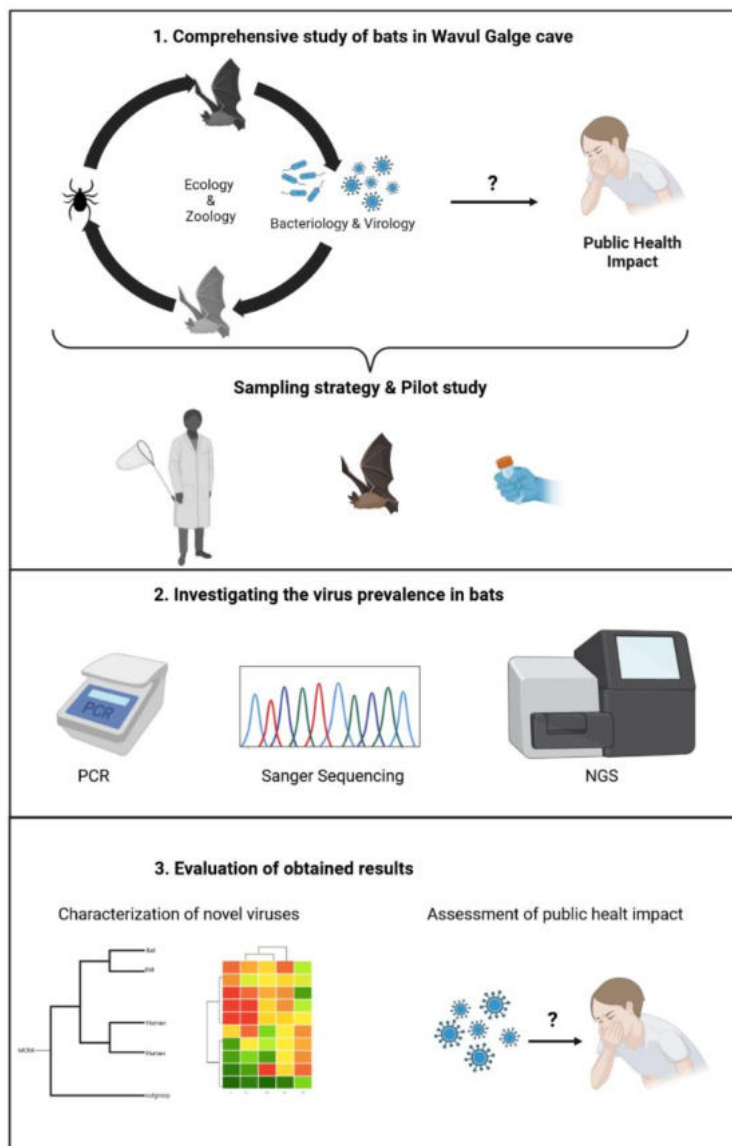 1. Comprehensive study of bats in Wavul Galge cave
Ecology
&
Zoology
Bacteriology & Virology
?
Public Health
Impact
Sampling strategy & Pilot study
2. Investigating the virus prevalence in bats
PCR
PCR
Sanger Sequencing
NGS
3. Evaluation of obtained results
Characterization of novel viruses
Assessment of public healt impact
Bat
Human
Human
MCRA
outgroup
?